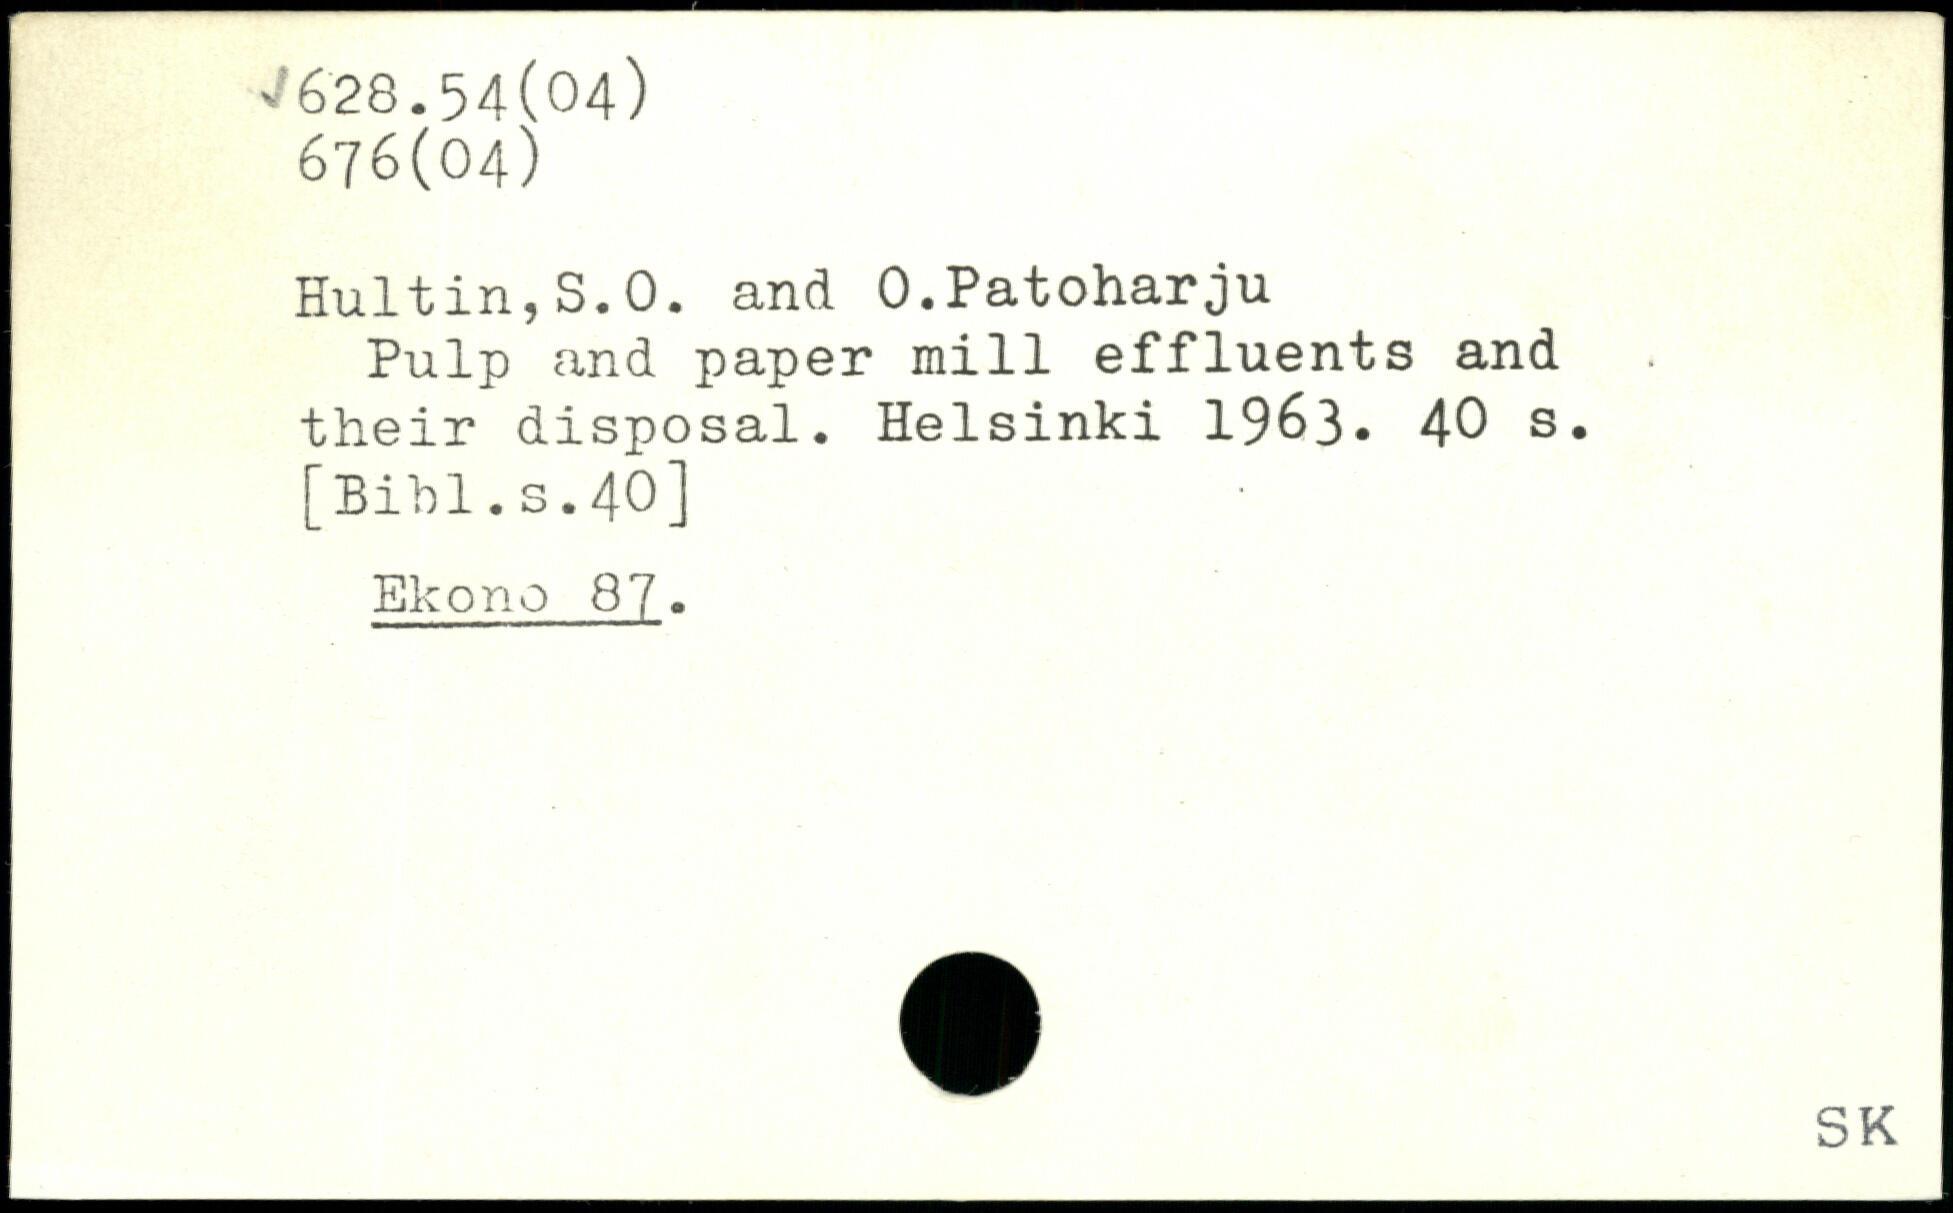 ✓628.54(04)
676(04)
Hultin,S.O. and O.Patoharju
Pulp and paper mill effluents and
their disposal. Helsinki 1963. 40 s.
[Bibl.s.40]
Ekono 87.
SK